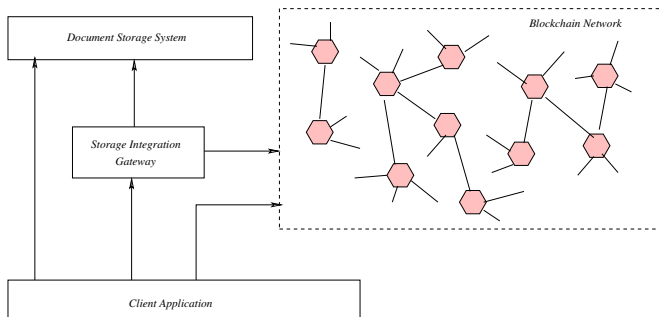 Blockchain Network
Document Storage System
Storage Integration
Gateway
Client Application